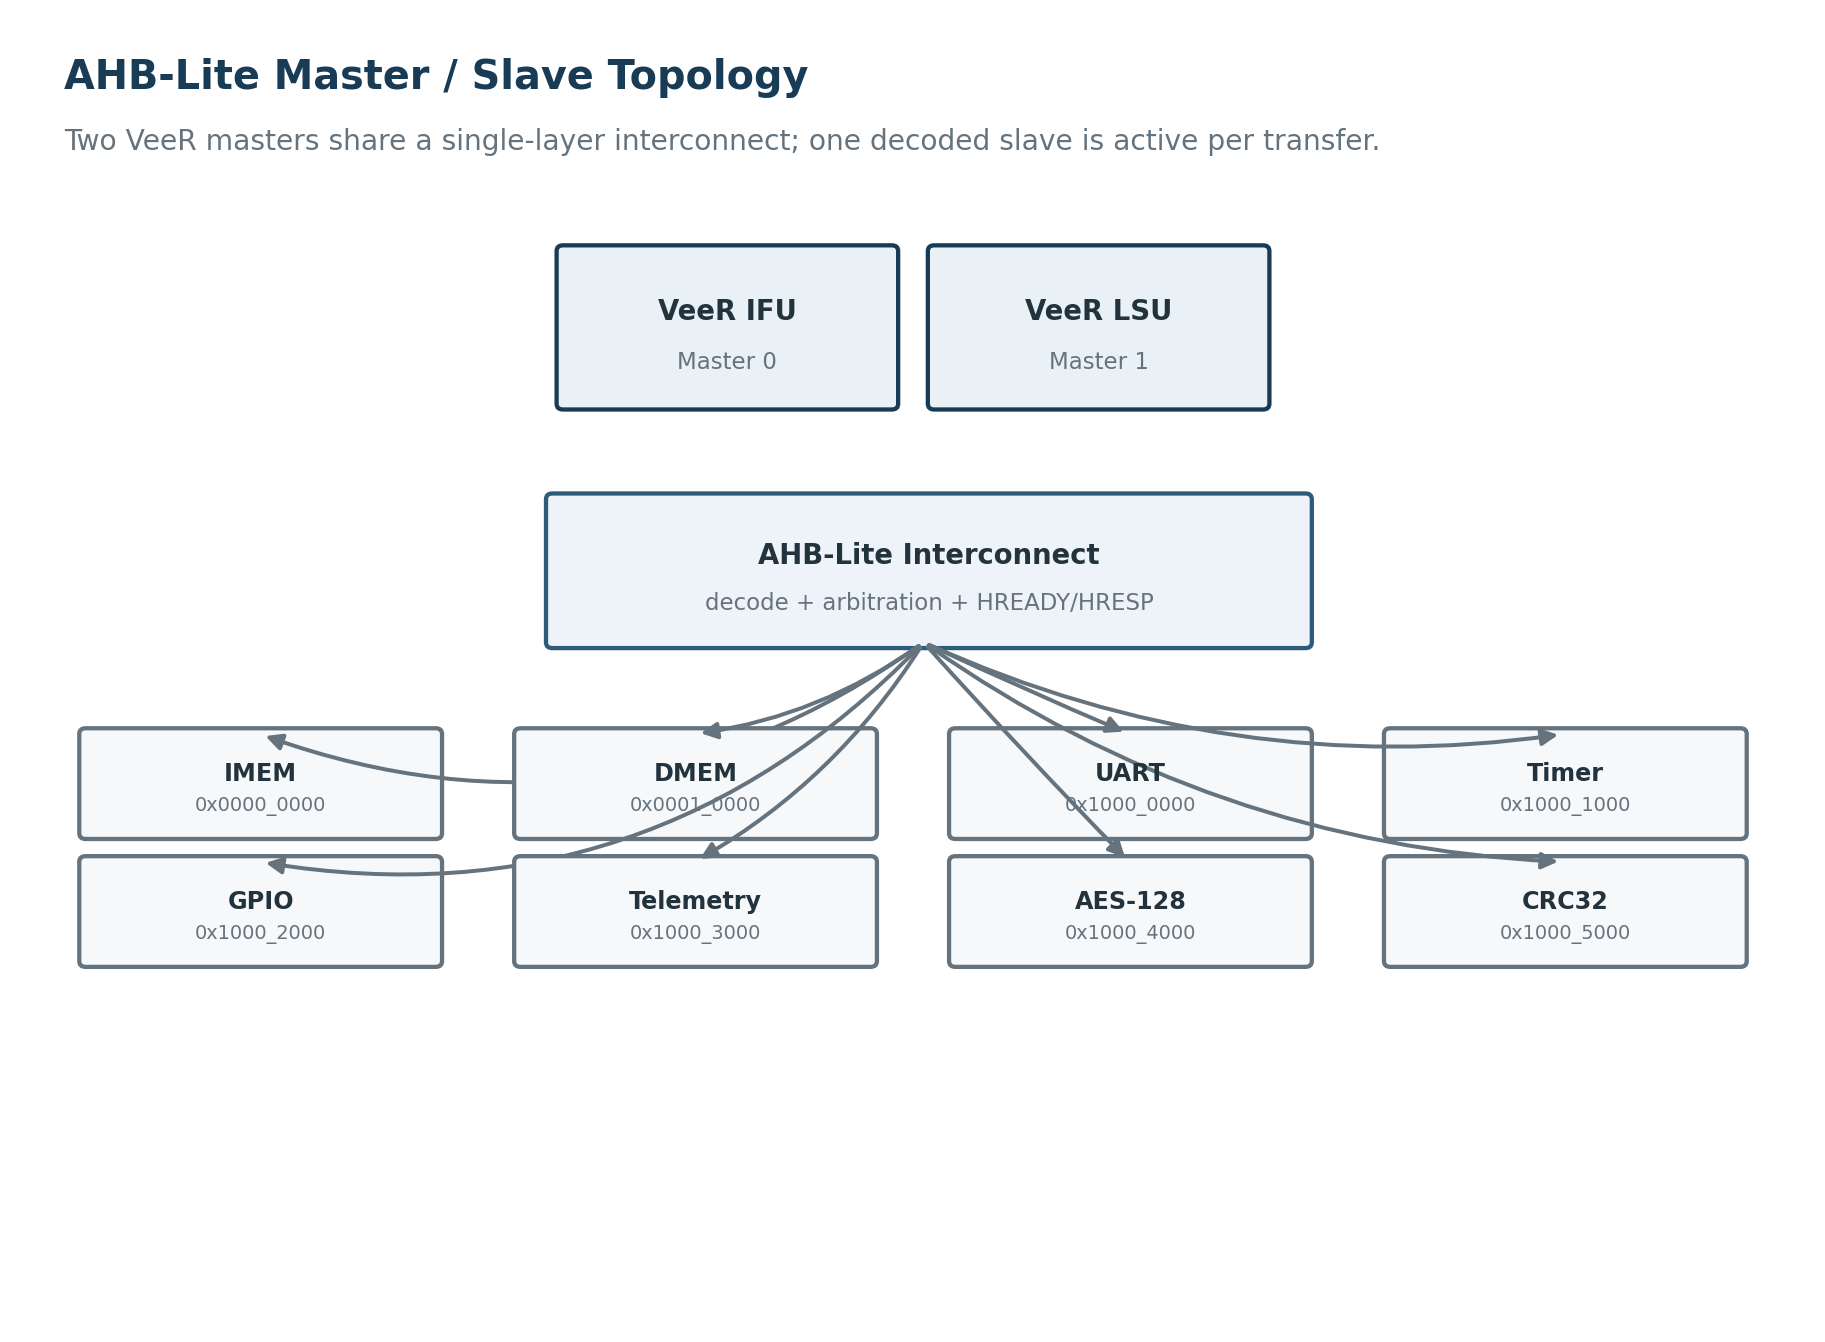 AHB-Lite Master / Slave Topology
Two VeeR masters share a single-layer interconnect; one decoded slave is active per transfer.
VeeR IFU
Master 0
VeeR LSU
Master 1
AHB-Lite Interconnect
decode + arbitration + HREADY/HRESP
IMEM
0x0000_0000
DMEM
0x0001_0000
UART
0x1000_0000
Timer
0x1000_1000
GPIO
0x1000_2000
Telemetry
0x1000_3000
AES-128
0x1000_4000
CRC32
0x1000_5000